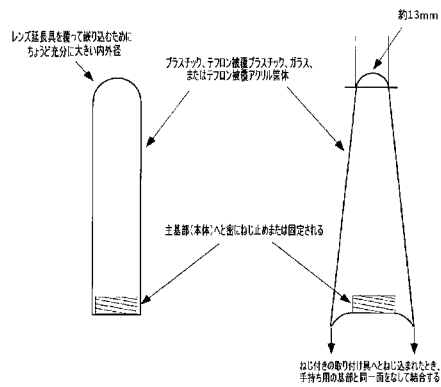 約13mm
レンズ延長具を覆って嵌り込むために
ちょうど充分に大きい内外径
プラスチック、テフロン被覆プラスチック、ガラス、
またはテフロン被覆アクリル筐体
主基部(本体)へと密にねじ止めまたは固定される
ねじ付きの取り付け具へとねじ込まれたとき、
手持ち用の基部と同一面をなして結合する